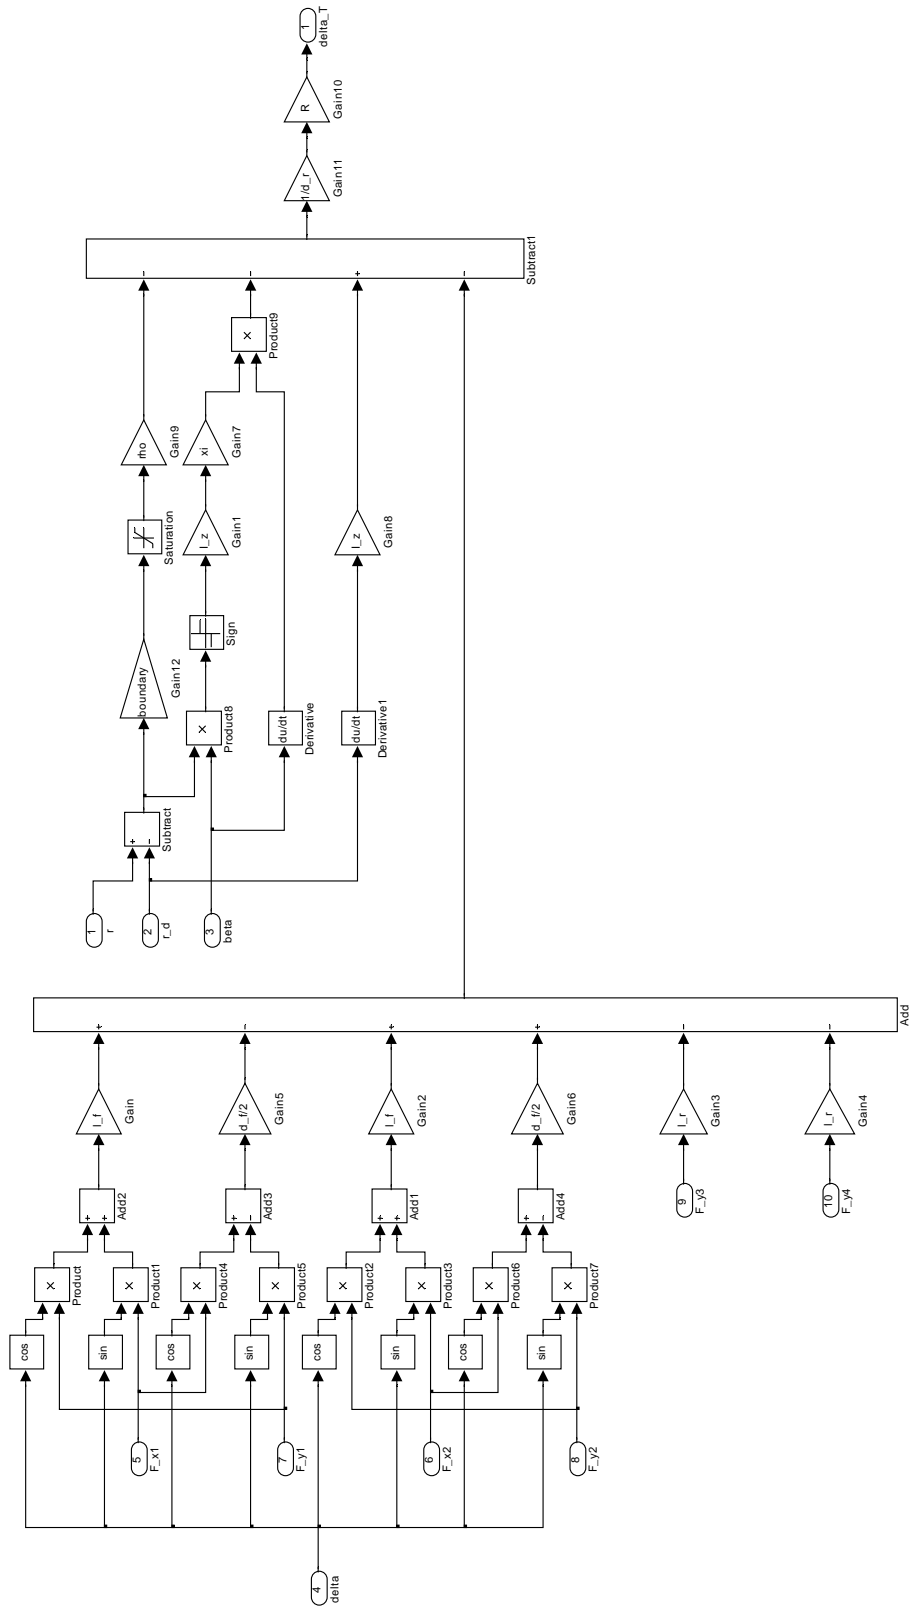 4
delta
5
F_x1
7
F_y1
6
F_x2
8
F_y2
cos
sin
cos
sin
cos
sin
cos
sin
×
Product
×
Product1
×
Product4
×
Product5
×
Product2
×
Product3
×
Product6
×
Product7
+
+
Add2
+
−
Add3
+
+
Add1
+
−
Add4
9
F_y3
10
F_y4
l_f
Gain
d_f/2
Gain5
l_f
Gain2
d_f/2
Gain6
l_r
Gain3
l_r
Gain4
+
−
+
+
−
−
Add
1
r
2
r_d
3
beta
+
−
Subtract
boundary
Gain12
×
Product8
du/dt
Derivative
du/dt
Derivative1
Sign
Saturation
I_z
Gain1
I_z
Gain8
rho
Gain9
xi
Gain7
×
Product9
−
−
+
−
Subtract1
1/d_r
Gain11
R
Gain10
1
delta_T